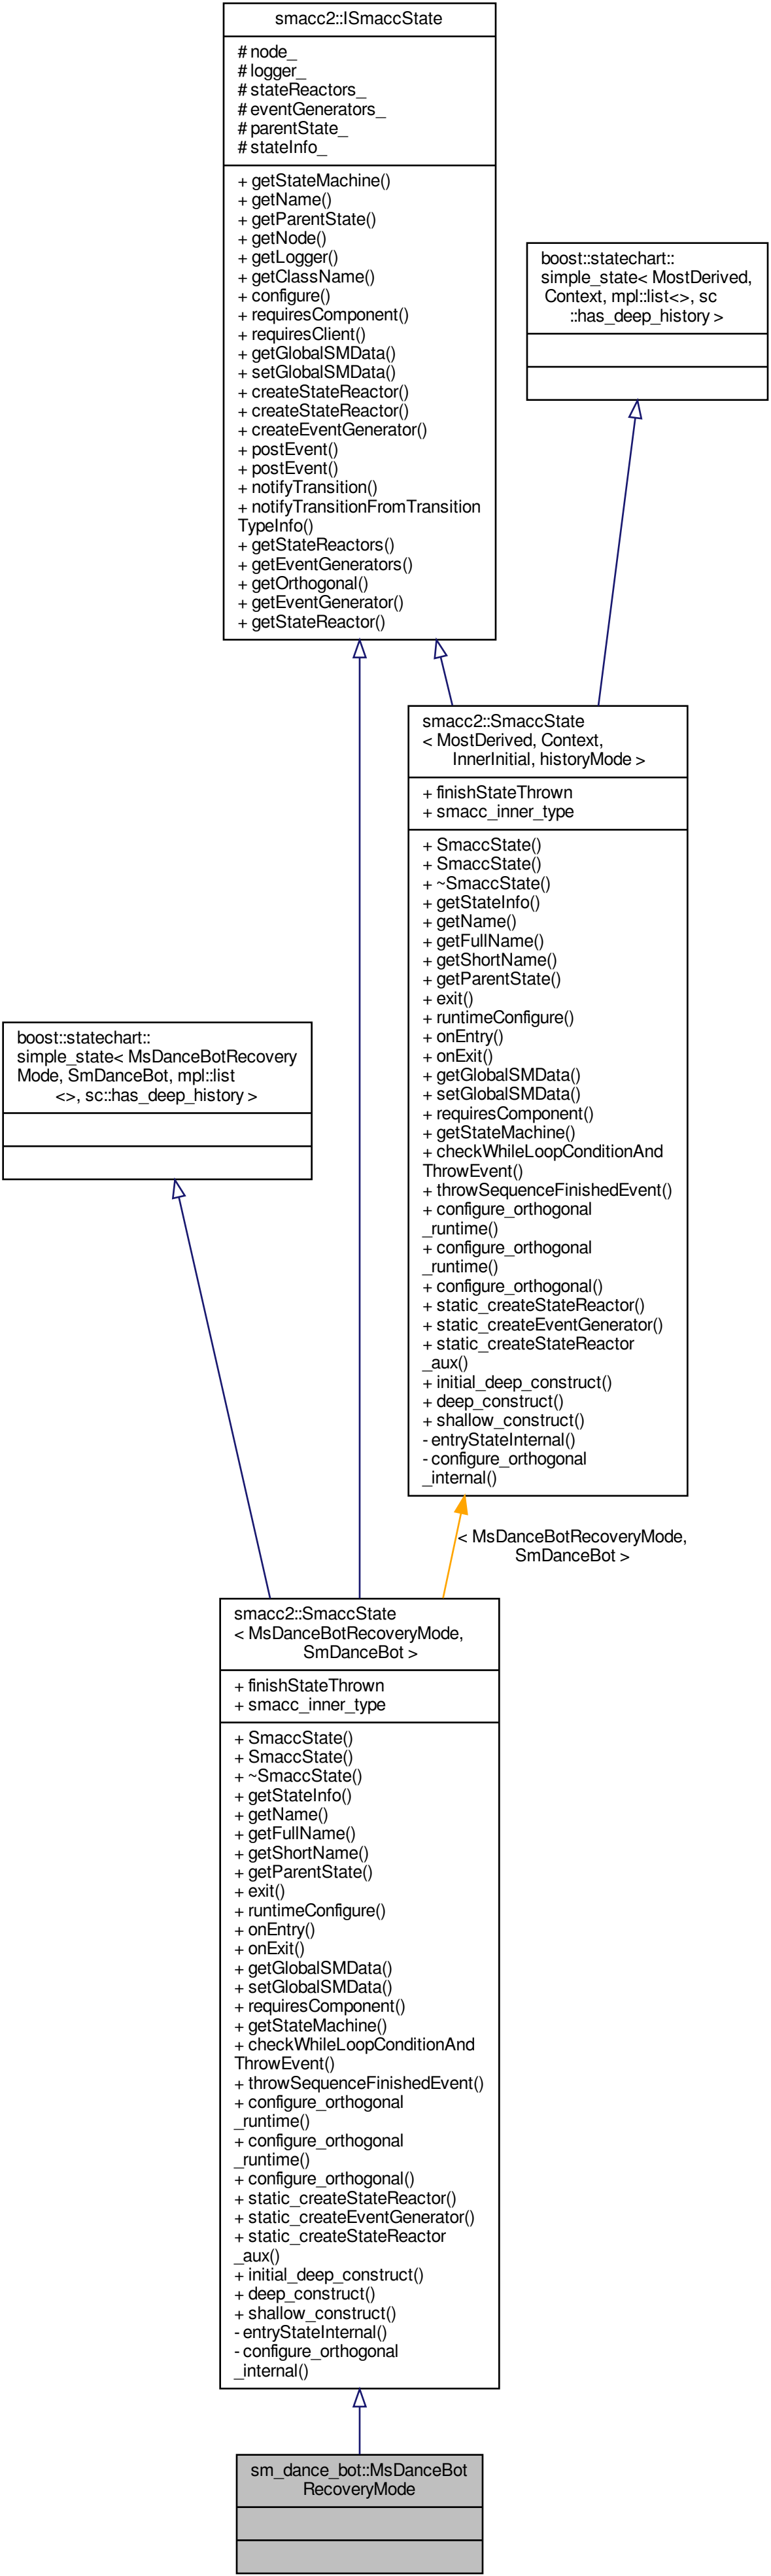 smacc2::ISmaccState
# node_
# logger_
# stateReactors_
# eventGenerators_
# parentState_
# stateInfo_
+ getStateMachine()
+ getName()
+ getParentState()
+ getNode()
+ getLogger()
+ getClassName()
+ configure()
+ requiresComponent()
+ requiresClient()
+ getGlobalSMData()
+ setGlobalSMData()
+ createStateReactor()
+ createStateReactor()
+ createEventGenerator()
+ postEvent()
+ postEvent()
+ notifyTransition()
+ notifyTransitionFromTransition
TypeInfo()
+ getStateReactors()
+ getEventGenerators()
+ getOrthogonal()
+ getEventGenerator()
+ getStateReactor()
boost::statechart::
simple_state< MostDerived,
Context, mpl::list<>, sc
::has_deep_history >
smacc2::SmaccState
< MostDerived, Context,
InnerInitial, historyMode >
+ finishStateThrown
+ smacc_inner_type
+ SmaccState()
+ SmaccState()
+ ~SmaccState()
+ getStateInfo()
+ getName()
+ getFullName()
+ getShortName()
+ getParentState()
+ exit()
+ runtimeConfigure()
+ onEntry()
+ onExit()
+ getGlobalSMData()
+ setGlobalSMData()
+ requiresComponent()
+ getStateMachine()
+ checkWhileLoopConditionAnd
ThrowEvent()
+ throwSequenceFinishedEvent()
+ configure_orthogonal
_runtime()
+ configure_orthogonal
_runtime()
+ configure_orthogonal()
+ static_createStateReactor()
+ static_createEventGenerator()
+ static_createStateReactor
_aux()
+ initial_deep_construct()
+ deep_construct()
+ shallow_construct()
- entryStateInternal()
- configure_orthogonal
_internal()
boost::statechart::
simple_state< MsDanceBotRecovery
Mode, SmDanceBot, mpl::list
<>, sc::has_deep_history >
< MsDanceBotRecoveryMode,
SmDanceBot >
smacc2::SmaccState
< MsDanceBotRecoveryMode,
SmDanceBot >
+ finishStateThrown
+ smacc_inner_type
+ SmaccState()
+ SmaccState()
+ ~SmaccState()
+ getStateInfo()
+ getName()
+ getFullName()
+ getShortName()
+ getParentState()
+ exit()
+ runtimeConfigure()
+ onEntry()
+ onExit()
+ getGlobalSMData()
+ setGlobalSMData()
+ requiresComponent()
+ getStateMachine()
+ checkWhileLoopConditionAnd
ThrowEvent()
+ throwSequenceFinishedEvent()
+ configure_orthogonal
_runtime()
+ configure_orthogonal
_runtime()
+ configure_orthogonal()
+ static_createStateReactor()
+ static_createEventGenerator()
+ static_createStateReactor
_aux()
+ initial_deep_construct()
+ deep_construct()
+ shallow_construct()
- entryStateInternal()
- configure_orthogonal
_internal()
sm_dance_bot::MsDanceBot
RecoveryMode